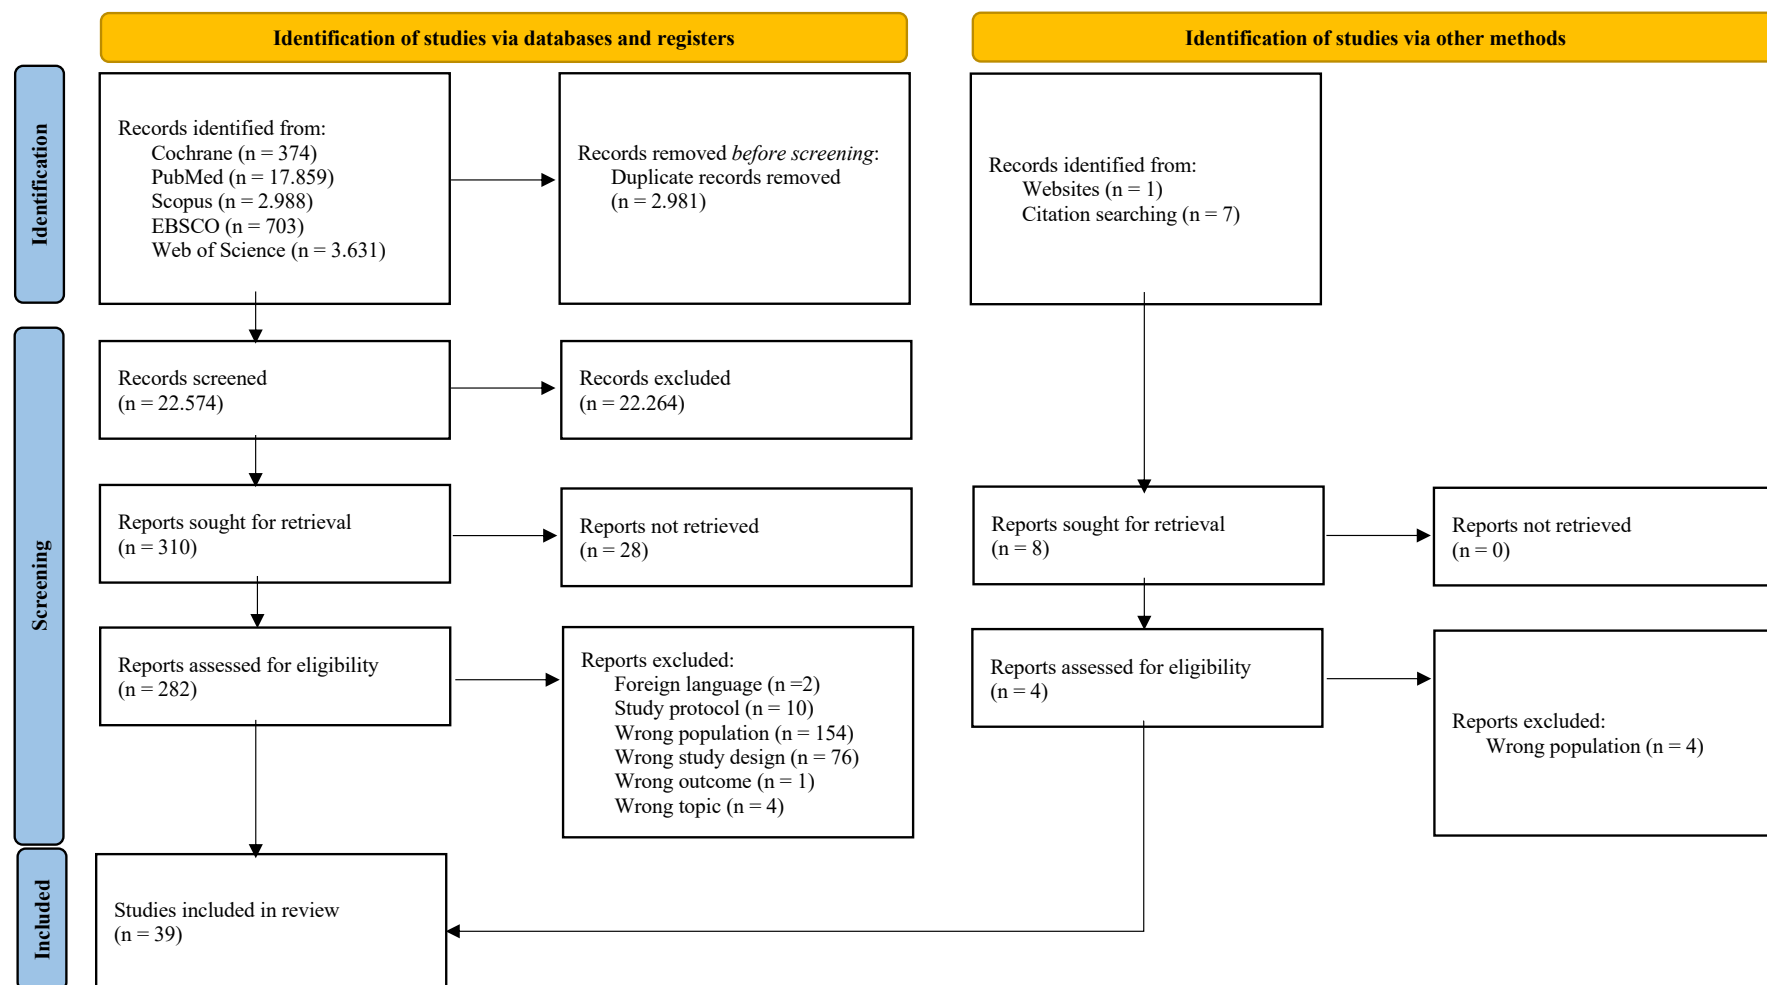 Identification of studies via databases and registers
Identification of studies via other methods
Identification
Records identified from:
Cochrane (n = 374)
PubMed (n = 17.859)
Scopus (n = 2.988)
EBSCO (n = 703)
Web of Science (n = 3.631)
Records removed before screening:
Duplicate records removed
(n = 2.981)
Records identified from:
Websites (n = 1)
Citation searching (n = 7)
Screening
Records screened
(n = 22.574)
Records excluded
(n = 22.264)
Reports sought for retrieval
(n = 310)
Reports not retrieved
(n = 28)
Reports sought for retrieval
(n = 8)
Reports not retrieved
(n = 0)
Reports assessed for eligibility
(n = 282)
Reports excluded:
Foreign language (n =2)
Study protocol (n = 10)
Wrong population (n = 154)
Wrong study design (n = 76)
Wrong outcome (n = 1)
Wrong topic (n = 4)
Reports assessed for eligibility
(n = 4)
Reports excluded:
Wrong population (n = 4)
Included
Studies included in review
(n = 39)